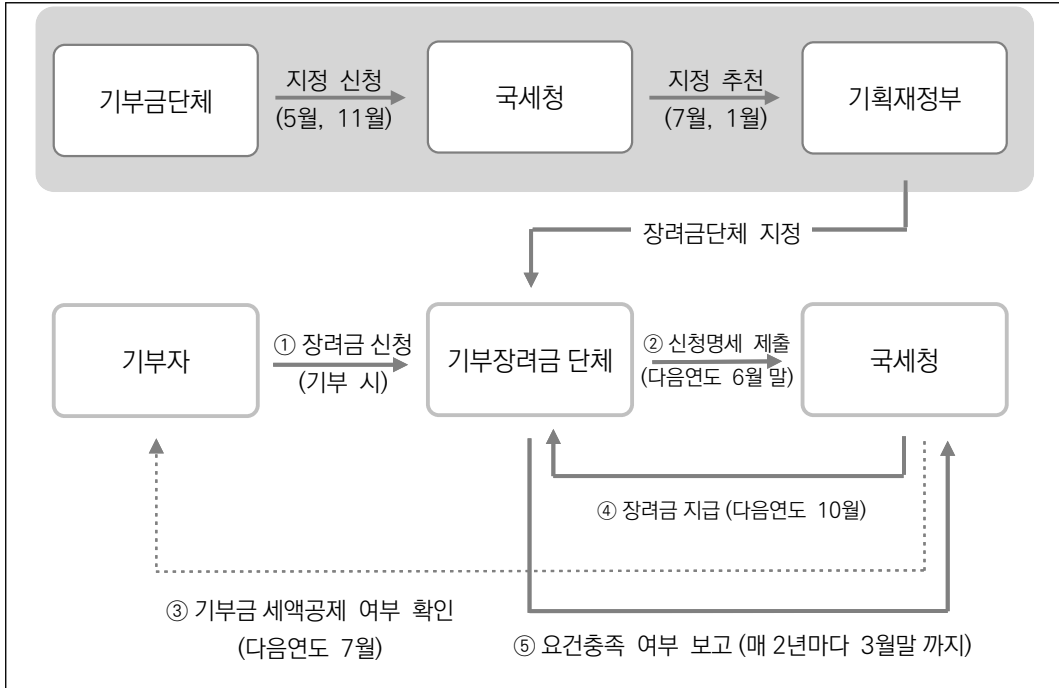 기부금단체
지정 신청
(5월, 11월)
국세청
지정 추천
(7월, 1월)
기획재정부
장려금단체 지정
기부자
① 장려금 신청
(기부 시)
기부장려금 단체
② 신청명세 제출
(다음연도 6월 말)
국세청
④ 장려금 지급 (다음연도 10월)
③ 기부금 세액공제 여부 확인
(다음연도 7월)
⑤ 요건충족 여부 보고 (매 2년마다 3월말 까지)